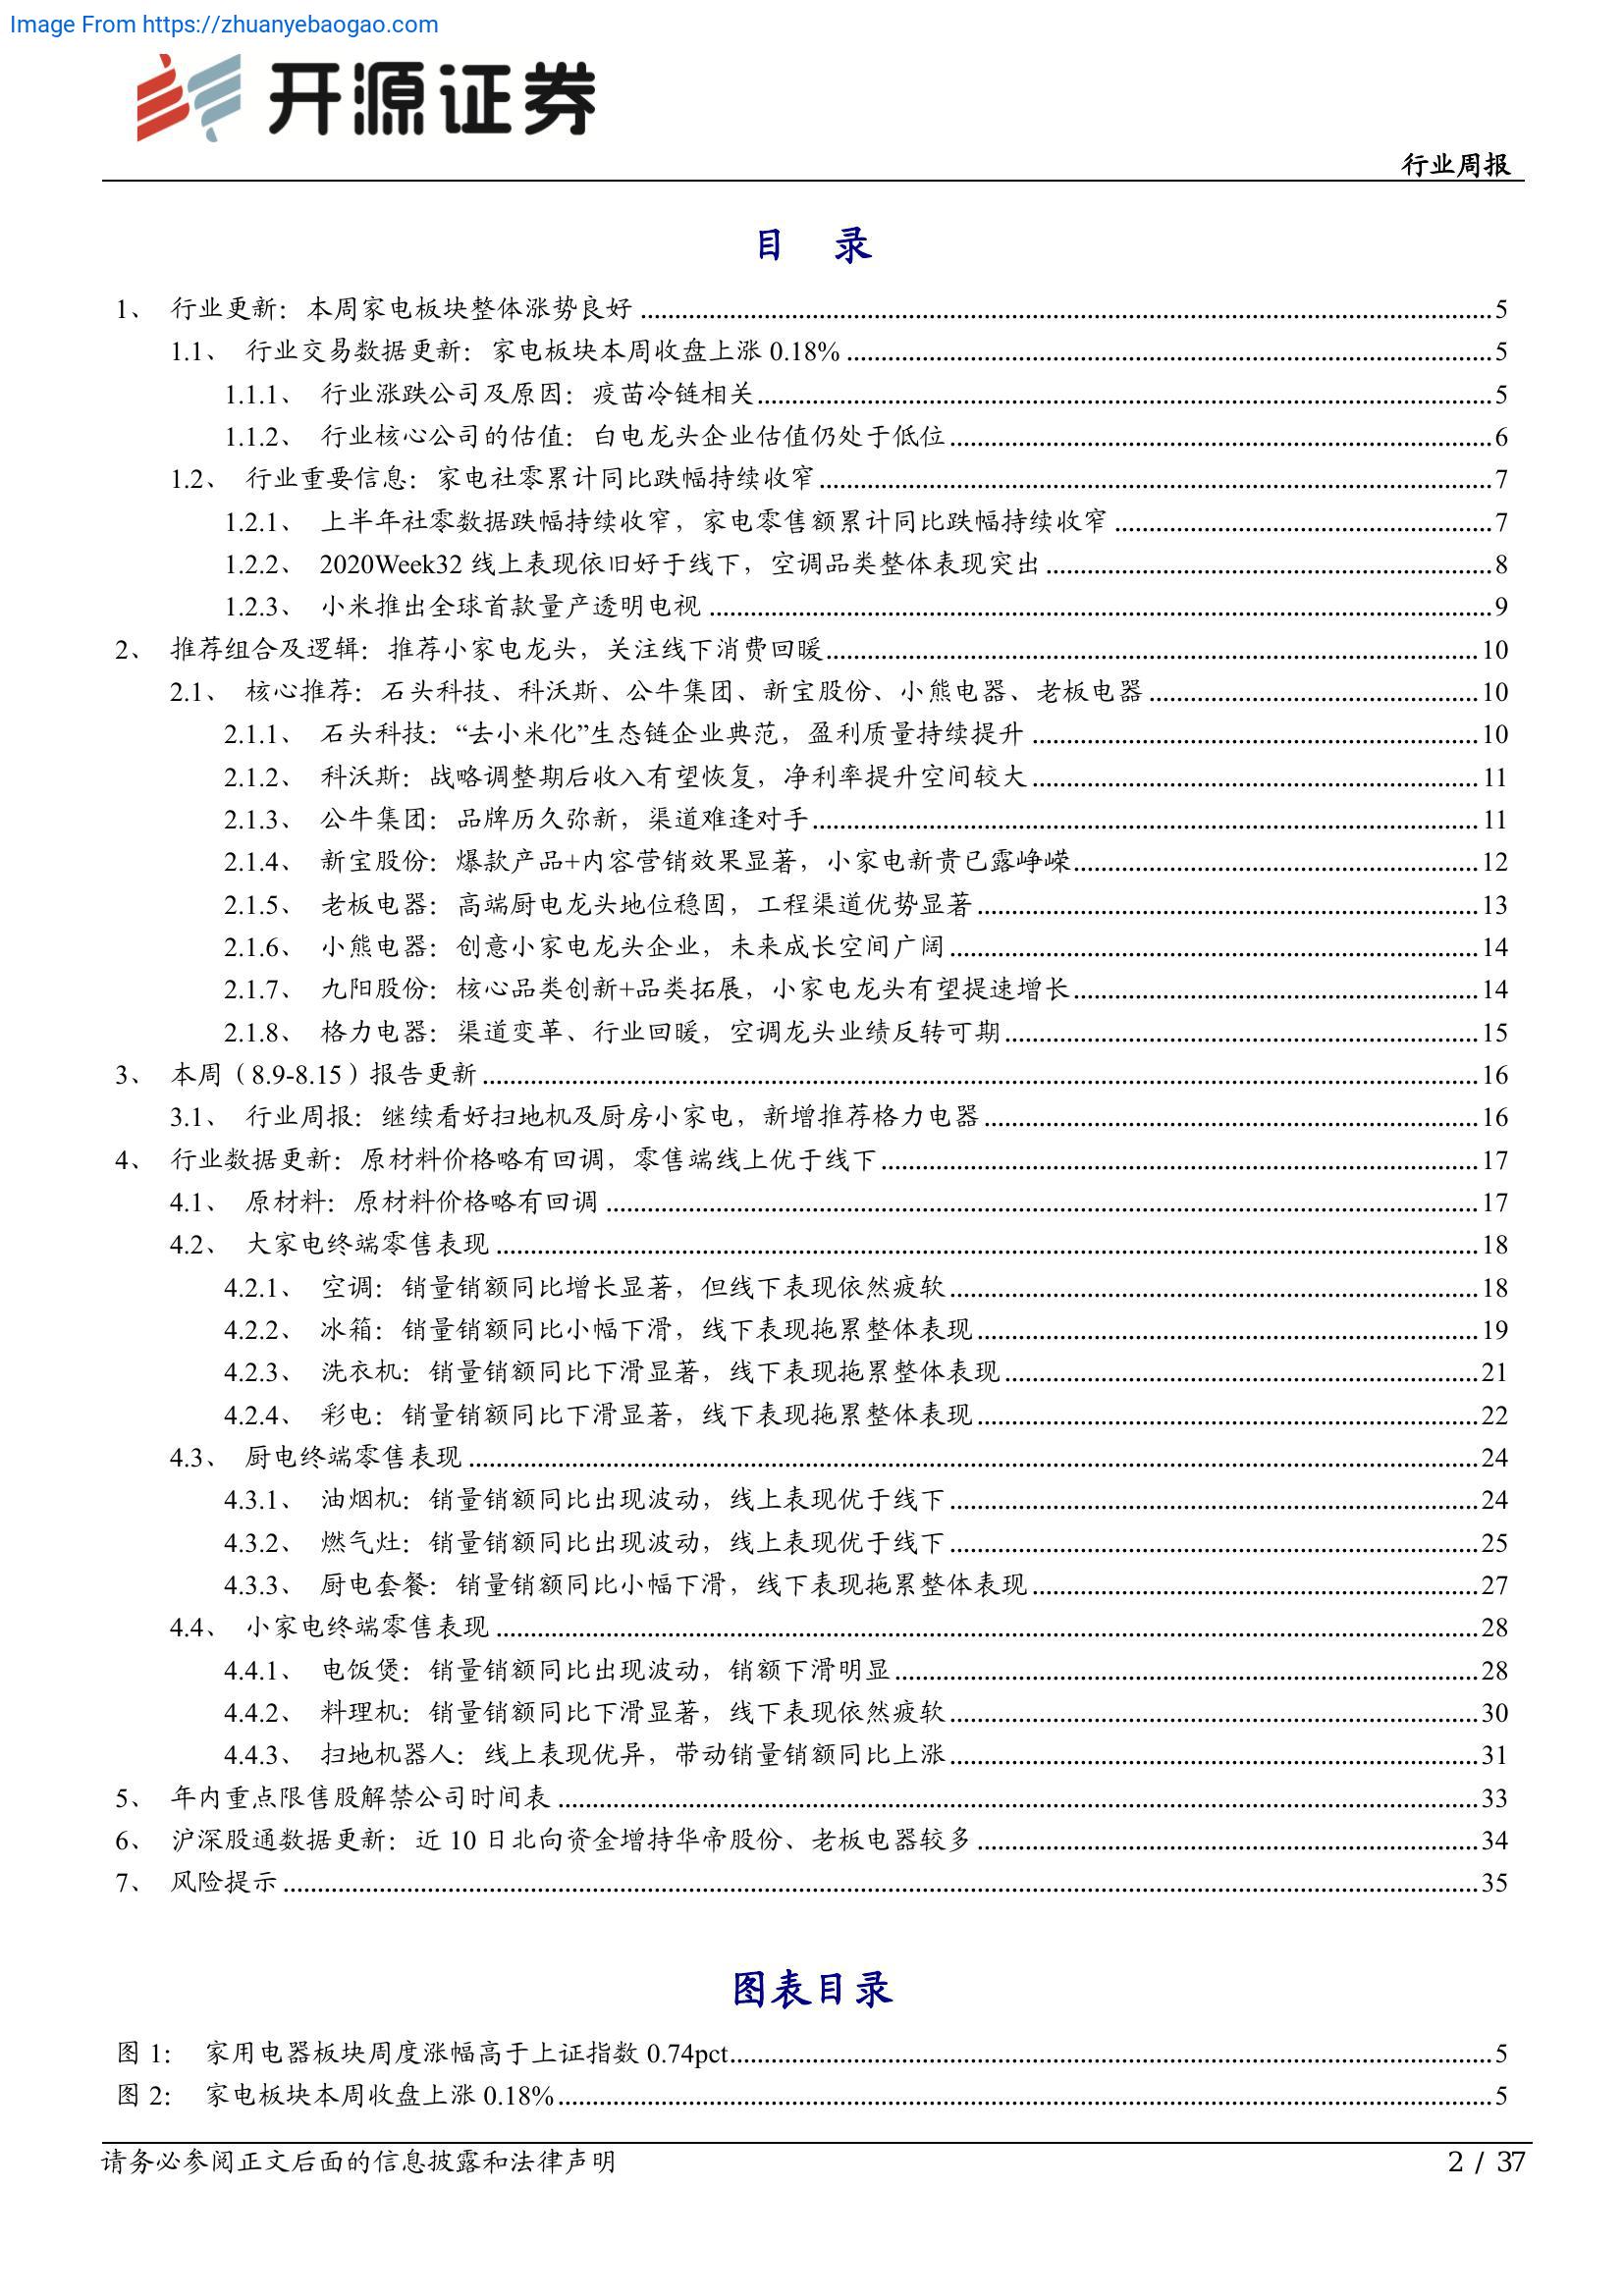 Image From https://zhuanyebaogao.com
开源证券
行业周报
目 录
1、 行业更新：本周家电板块整体涨势良好 5
1.1、 行业交易数据更新：家电板块本周收盘上涨 0.18% 5
1.1.1、 行业涨跌公司及原因：疫苗冷链相关 5
1.1.2、 行业核心公司的估值：白电龙头企业估值仍处于低位 6
1.2、 行业重要信息：家电社零累计同比跌幅持续收窄 7
1.2.1、 上半年社零数据跌幅持续收窄，家电零售额累计同比跌幅持续收窄 7
1.2.2、 2020Week32 线上表现依旧好于线下，空调品类整体表现突出 8
1.2.3、 小米推出全球首款量产透明电视 9
2、 推荐组合及逻辑：推荐小家电龙头，关注线下消费回暖 10
2.1、 核心推荐：石头科技、科沃斯、公牛集团、新宝股份、小熊电器、老板电器 10
2.1.1、 石头科技：“去小米化”生态链企业典范，盈利质量持续提升 10
2.1.2、 科沃斯：战略调整期后收入有望恢复，净利率提升空间较大 11
2.1.3、 公牛集团：品牌历久弥新，渠道难逢对手 11
2.1.4、 新宝股份：爆款产品+内容营销效果显著，小家电新贵已露峥嵘 12
2.1.5、 老板电器：高端厨电龙头地位稳固，工程渠道优势显著 13
2.1.6、 小熊电器：创意小家电龙头企业，未来成长空间广阔 14
2.1.7、 九阳股份：核心品类创新+品类拓展，小家电龙头有望提速增长 14
2.1.8、 格力电器：渠道变革、行业回暖，空调龙头业绩反转可期 15
3、 本周（8.9-8.15）报告更新 16
3.1、 行业周报：继续看好扫地机及厨房小家电，新增推荐格力电器 16
4、 行业数据更新：原材料价格略有回调，零售端线上优于线下 17
4.1、 原材料：原材料价格略有回调 17
4.2、 大家电终端零售表现 18
4.2.1、 空调：销量销额同比增长显著，但线下表现依然疲软 18
4.2.2、 冰箱：销量销额同比小幅下滑，线下表现拖累整体表现 19
4.2.3、 洗衣机：销量销额同比下滑显著，线下表现拖累整体表现 21
4.2.4、 彩电：销量销额同比下滑显著，线下表现拖累整体表现 22
4.3、 厨电终端零售表现 24
4.3.1、 油烟机：销量销额同比出现波动，线上表现优于线下 24
4.3.2、 燃气灶：销量销额同比出现波动，线上表现优于线下 25
4.3.3、 厨电套餐：销量销额同比小幅下滑，线下表现拖累整体表现 27
4.4、 小家电终端零售表现 28
4.4.1、 电饭煲：销量销额同比出现波动，销额下滑明显 28
4.4.2、 料理机：销量销额同比下滑显著，线下表现依然疲软 30
4.4.3、 扫地机器人：线上表现优异，带动销量销额同比上涨 31
5、 年内重点限售股解禁公司时间表 33
6、 沪深股通数据更新：近 10 日北向资金增持华帝股份、老板电器较多 34
7、 风险提示 35
图表目录
图 1： 家用电器板块周度涨幅高于上证指数 0.74pct 5
图 2： 家电板块本周收盘上涨 0.18% 5
请务必参阅正文后面的信息披露和法律声明 2 / 37